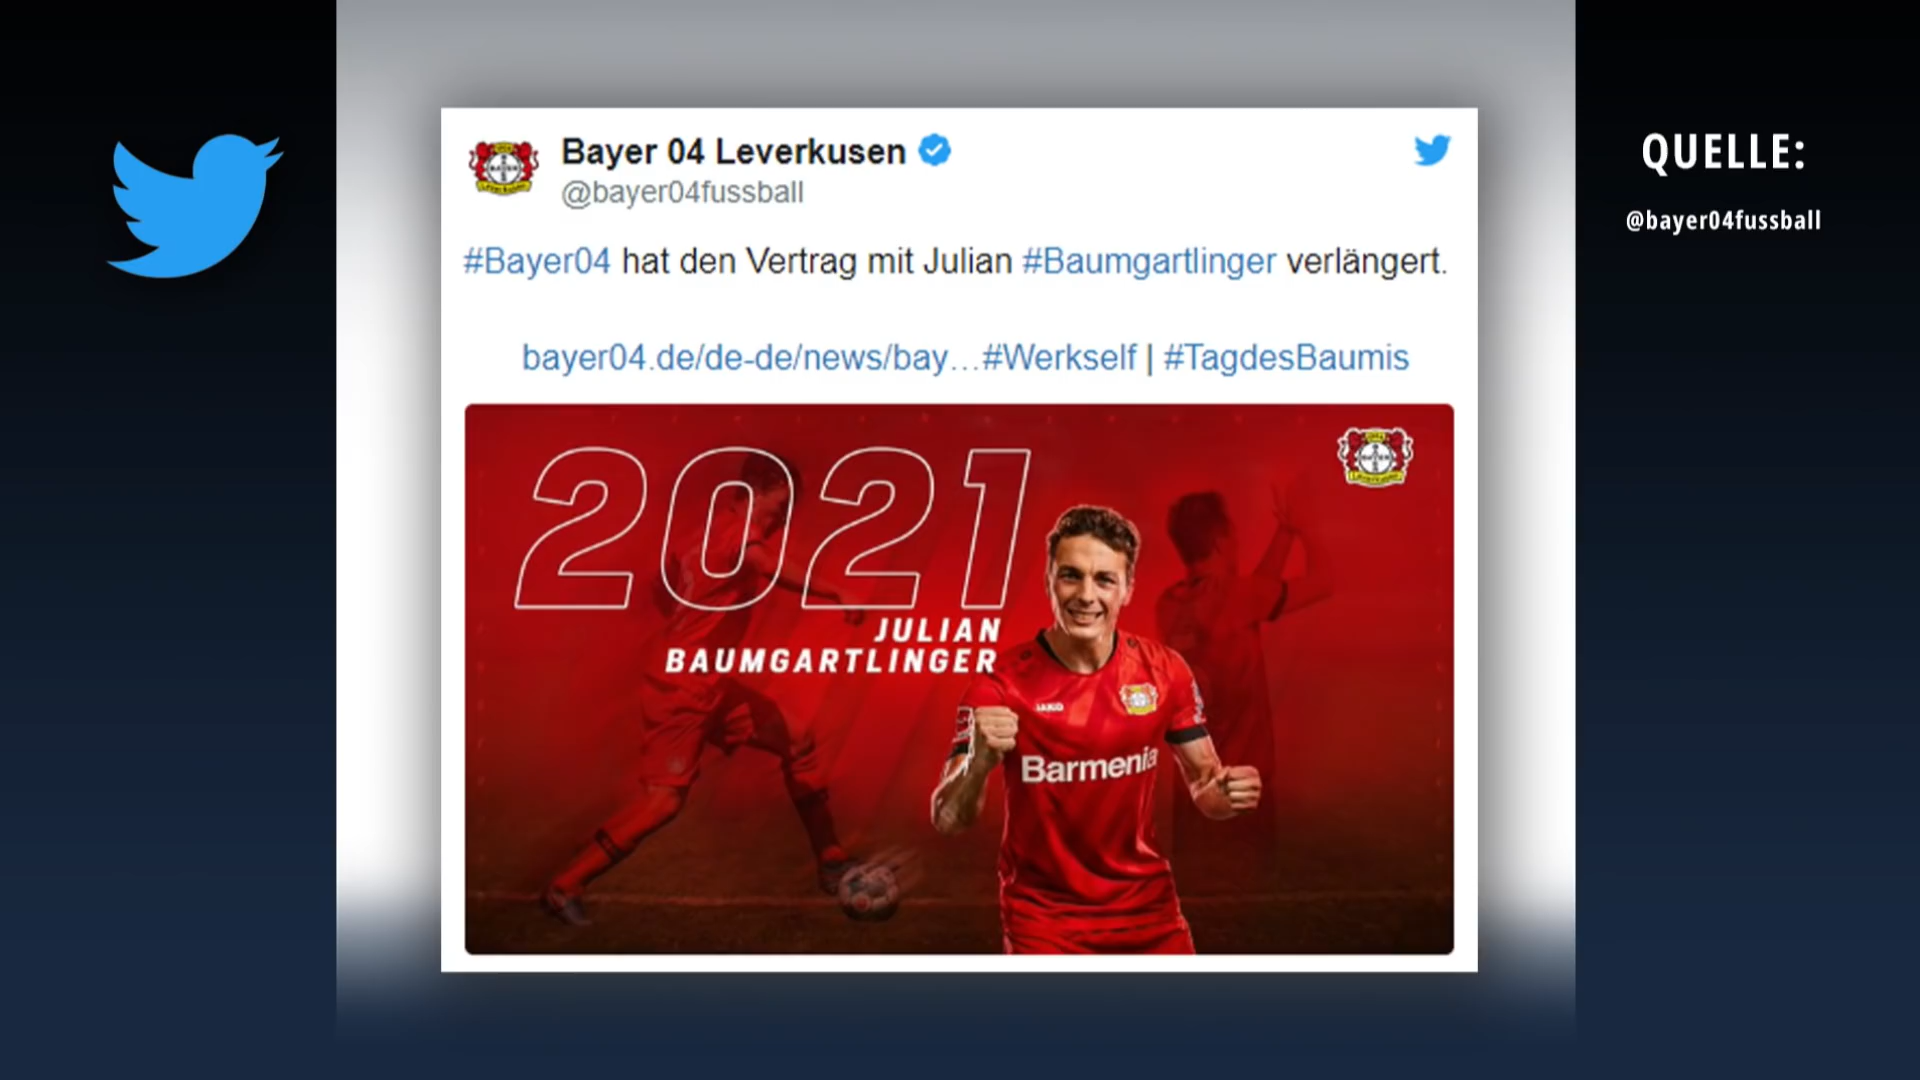 Bayer 04 Leverkusen
@bayer04fussball
QUELLE:
@bayer04fussball
#Bayer04 hat den Vertrag mit Julian #Baumgartlinger verlängert.
bayer04.de/de-de/news/bay...#Werkself | #TagdesBaumis
2021
JULIAN
BAUMGARTLINGER
JAKO
Barmenia